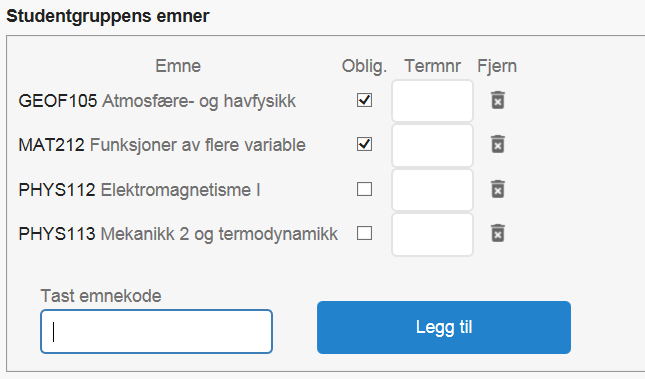 Studentgruppens emner
Emne Oblig. Termnr Fjern
GEOF105 Atmosfære- og havfysikk
MAT212 Funksjoner av flere variable
PHYS112 Elektromagnetisme I
PHYS113 Mekanikk 2 og termodynamikk
Tast emnekode
Legg til